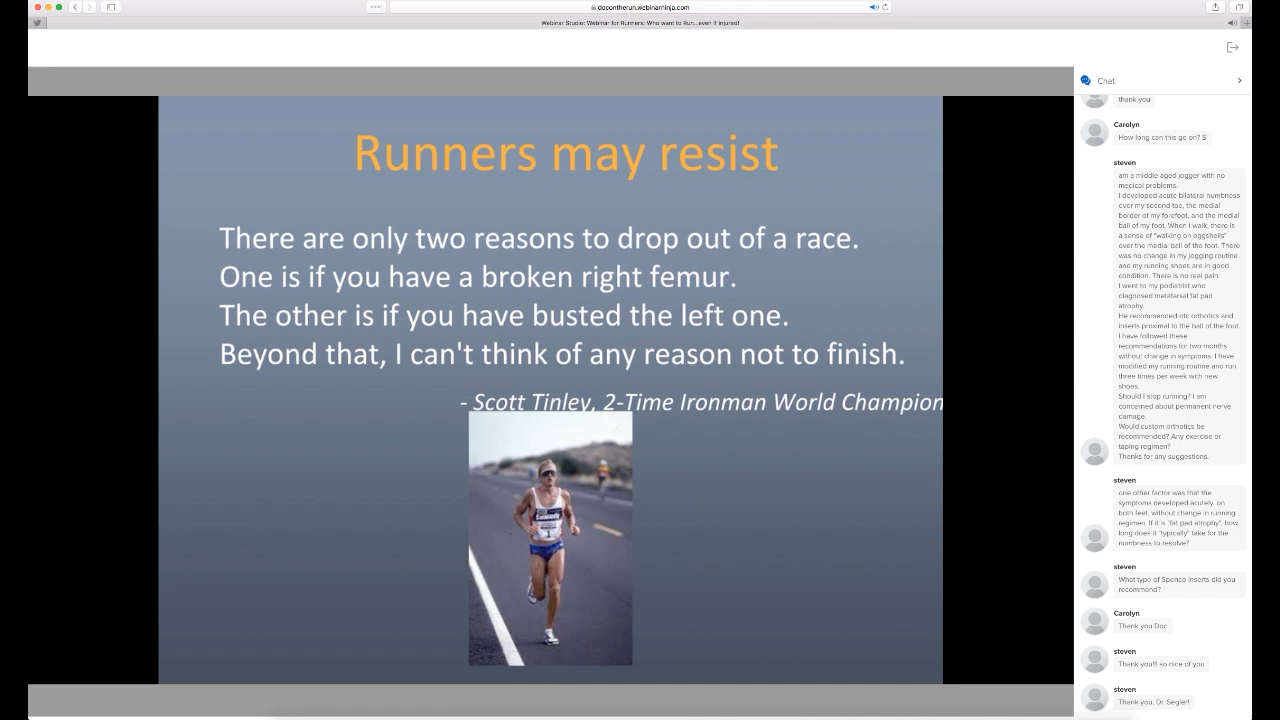 docontherun.webinarninja.com
Webinar Studio: Webinar for Runners: Who want to Run...even if injured!
Runners may resist
There are only two reasons to drop out of a race.
One is if you have a broken right femur.
The other is if you have busted the left one.
Beyond that, I can't think of any reason not to finish.
- Scott Tinley, 2-Time Ironman World Champion
Chat
thank you
Carolyn
How long can this go on? S
steven
am a middle aged jogger with no
medical problems.
I developed acute bilateral numbness
over my second toe, the medial
border of my forefoot, and the medial
ball of my foot. When I walk, there is
a sense of "walking on eggshells"
over the medial ball of the foot. There
was no change in my jogging routine
and my running shoes are in good
condition. There is no real pain.
I went to my podiatrist who
diagnosed metatarsal fat pad
atrophy.
He recommended otc orthotics and
inserts proximal to the ball of the foot.
I have followed these
recommendations for two months
without change in symptoms. I have
modified my running routine and run
three times per week with new
shoes.
Should I stop running? I am
concerned about permanent nerve
damage.
Would custom orthotics be
recommended? Any exercise or
taping regimen?
Thanks for any suggestions.
steven
one other factor was that the
symptoms developed acutely, on
both feet, without change in running
regimen. If it is "fat pad atrophy", how
long does it "typically" take for the
numbness to resolve?
steven
What type of Spenco inserts did you
recommend?
Carolyn
Thank you Doc
steven
Thank you!!! so nice of you
steven
Thank you, Dr. Segler!